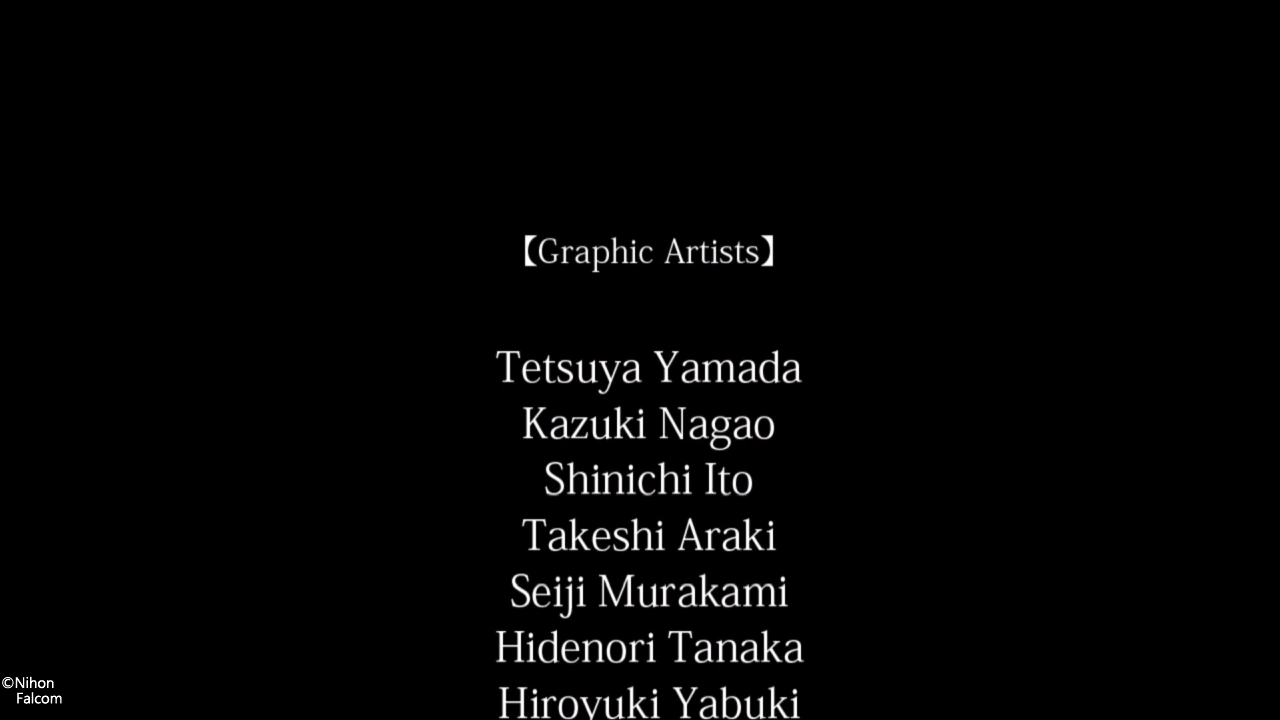 【Graphic Artists】
Tetsuya Yamada
Kazuki Nagao
Shinichi Ito
Takeshi Araki
Seiji Murakami
Hidenori Tanaka
Hiroyuki Yabuki
©Nihon
Falcom